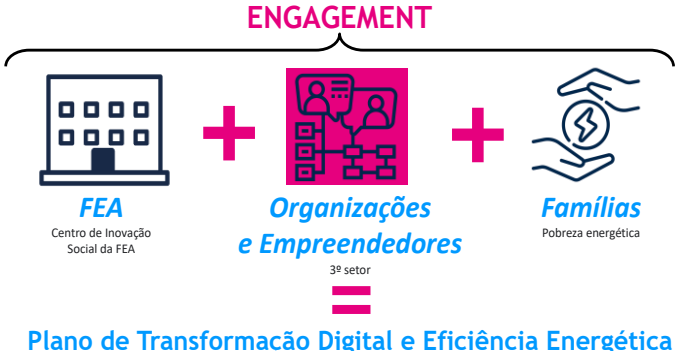 ENGAGEMENT
FEA
Centro de Inovação
Social da FEA
Organizações
e Empreendedores
3º setor
Famílias
Pobreza energética
Plano de Transformação Digital e Eficiência Energética